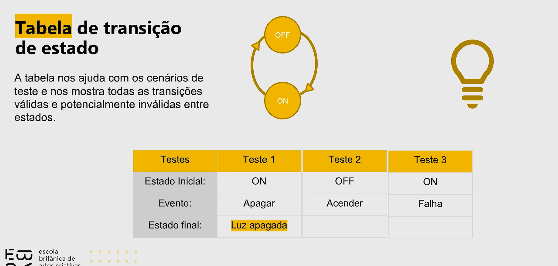 Tabela de transição
de estado
A tabela nos ajuda com os cenários de
teste e nos mostra todas as transições
válidas e potencialmente inválidas entre
estados.
OFF
ON
Testes Teste 1 Teste 2 Teste 3
Estado Inicial: ON OFF ON
Evento: Apagar Acender Falha
Estado final: Luz apagada
escola
britânica de